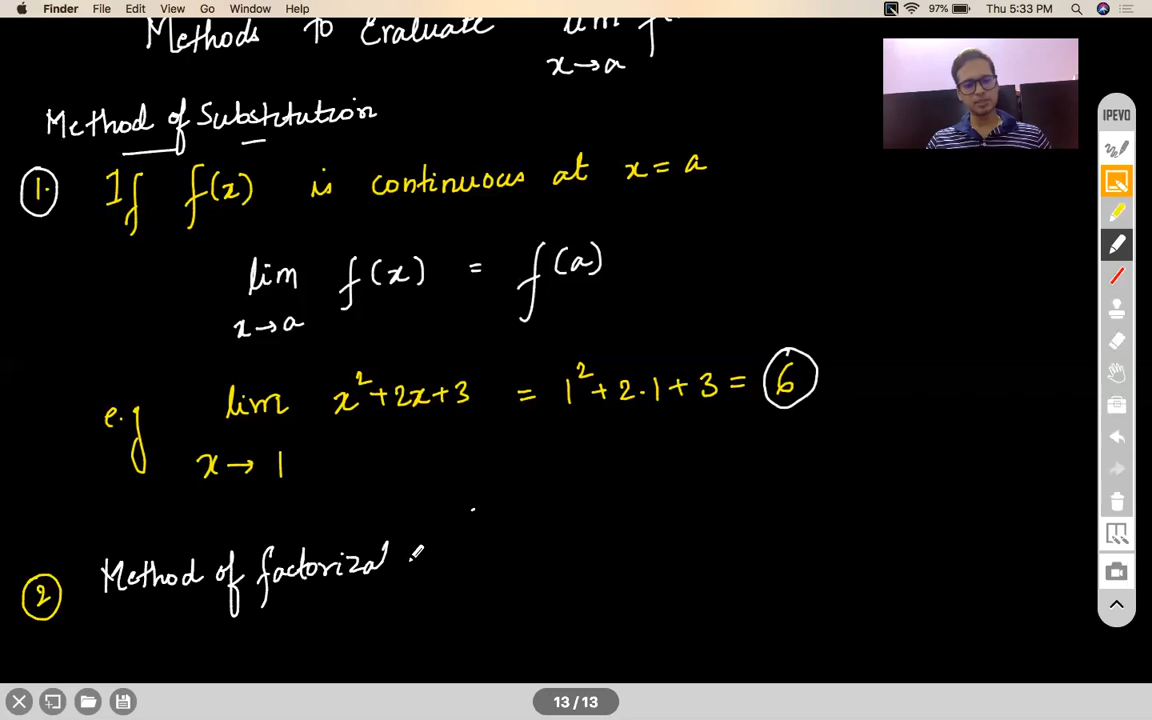 Finder File Edit View Go Window Help 97% Thu 5:33 PM
Methods To Evaluate lim f
x→a
IPEVO
Method of Substitution
1. If f(x) is continuous at x = a
lim f(x) = f(a)
x→a
e.g lim x²+2x+3 = 1²+2·1+3 = 6
x→1
2 Method of factorizat
13/13